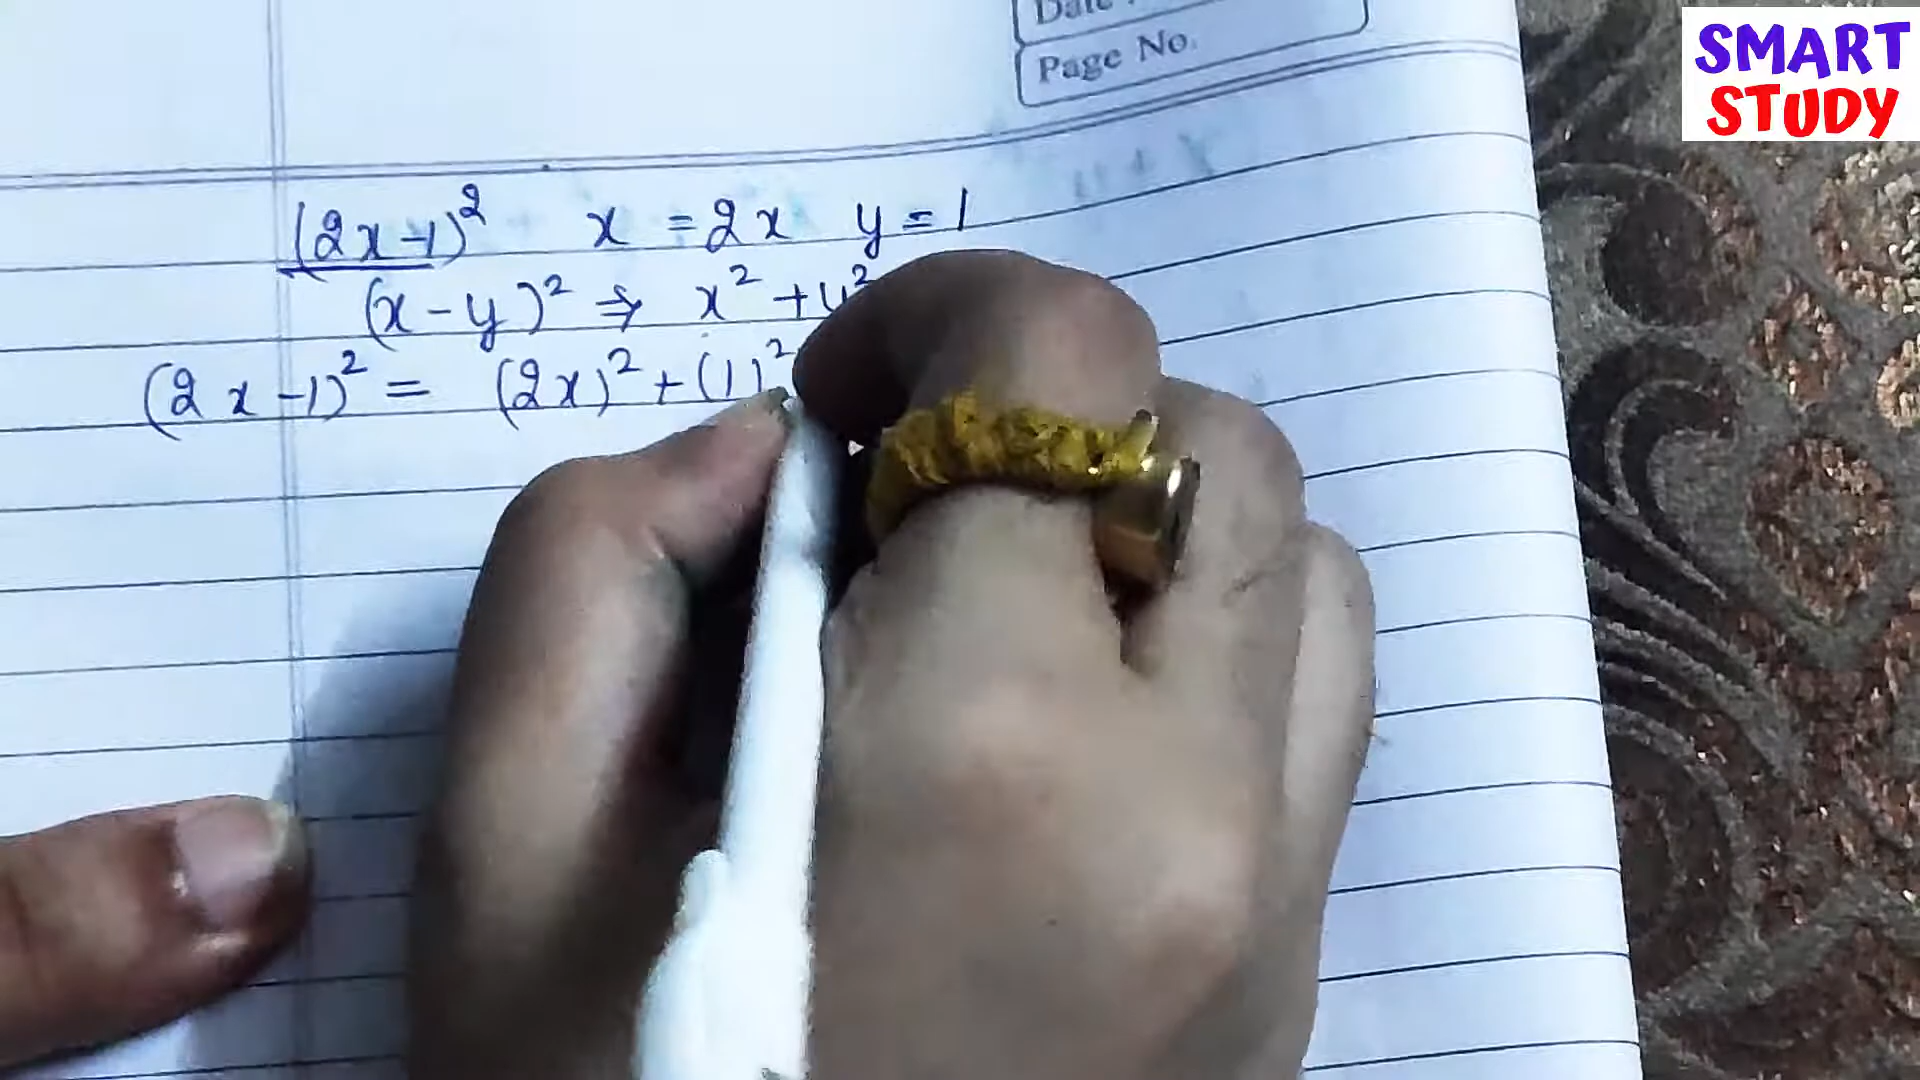 Date
Page No.
SMART
STUDY
(2x-1)² x = 2x y = 1
(x - y)² ⇒ x² + y²
(2x-1)² = (2x)² + (1)²